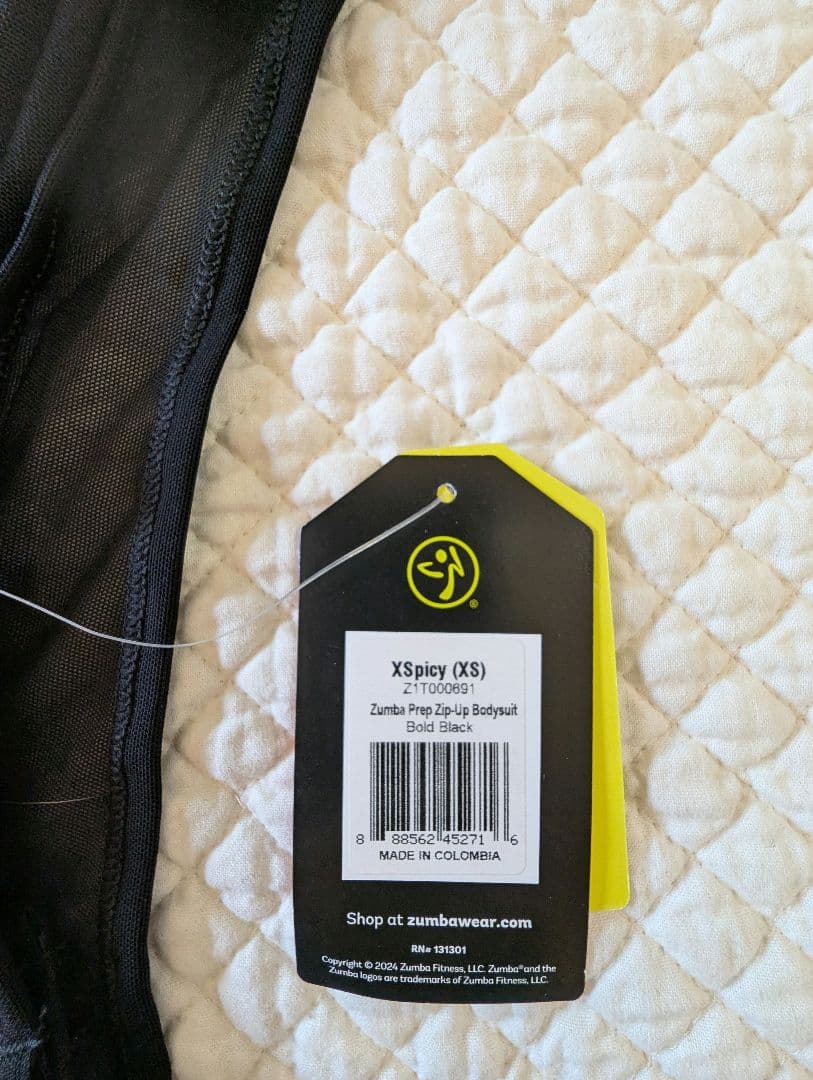 ®
XSpicy (XS)
Z1T000691
Zumba Prep Zip-Up Bodysuit
Bold Black
8 88562 45271 6
MADE IN COLOMBIA
Shop at zumbawear.com
RN# 131301
Copyright © 2024 Zumba Fitness, LLC. Zumba® and the
Zumba logos are trademarks of Zumba Fitness, LLC.